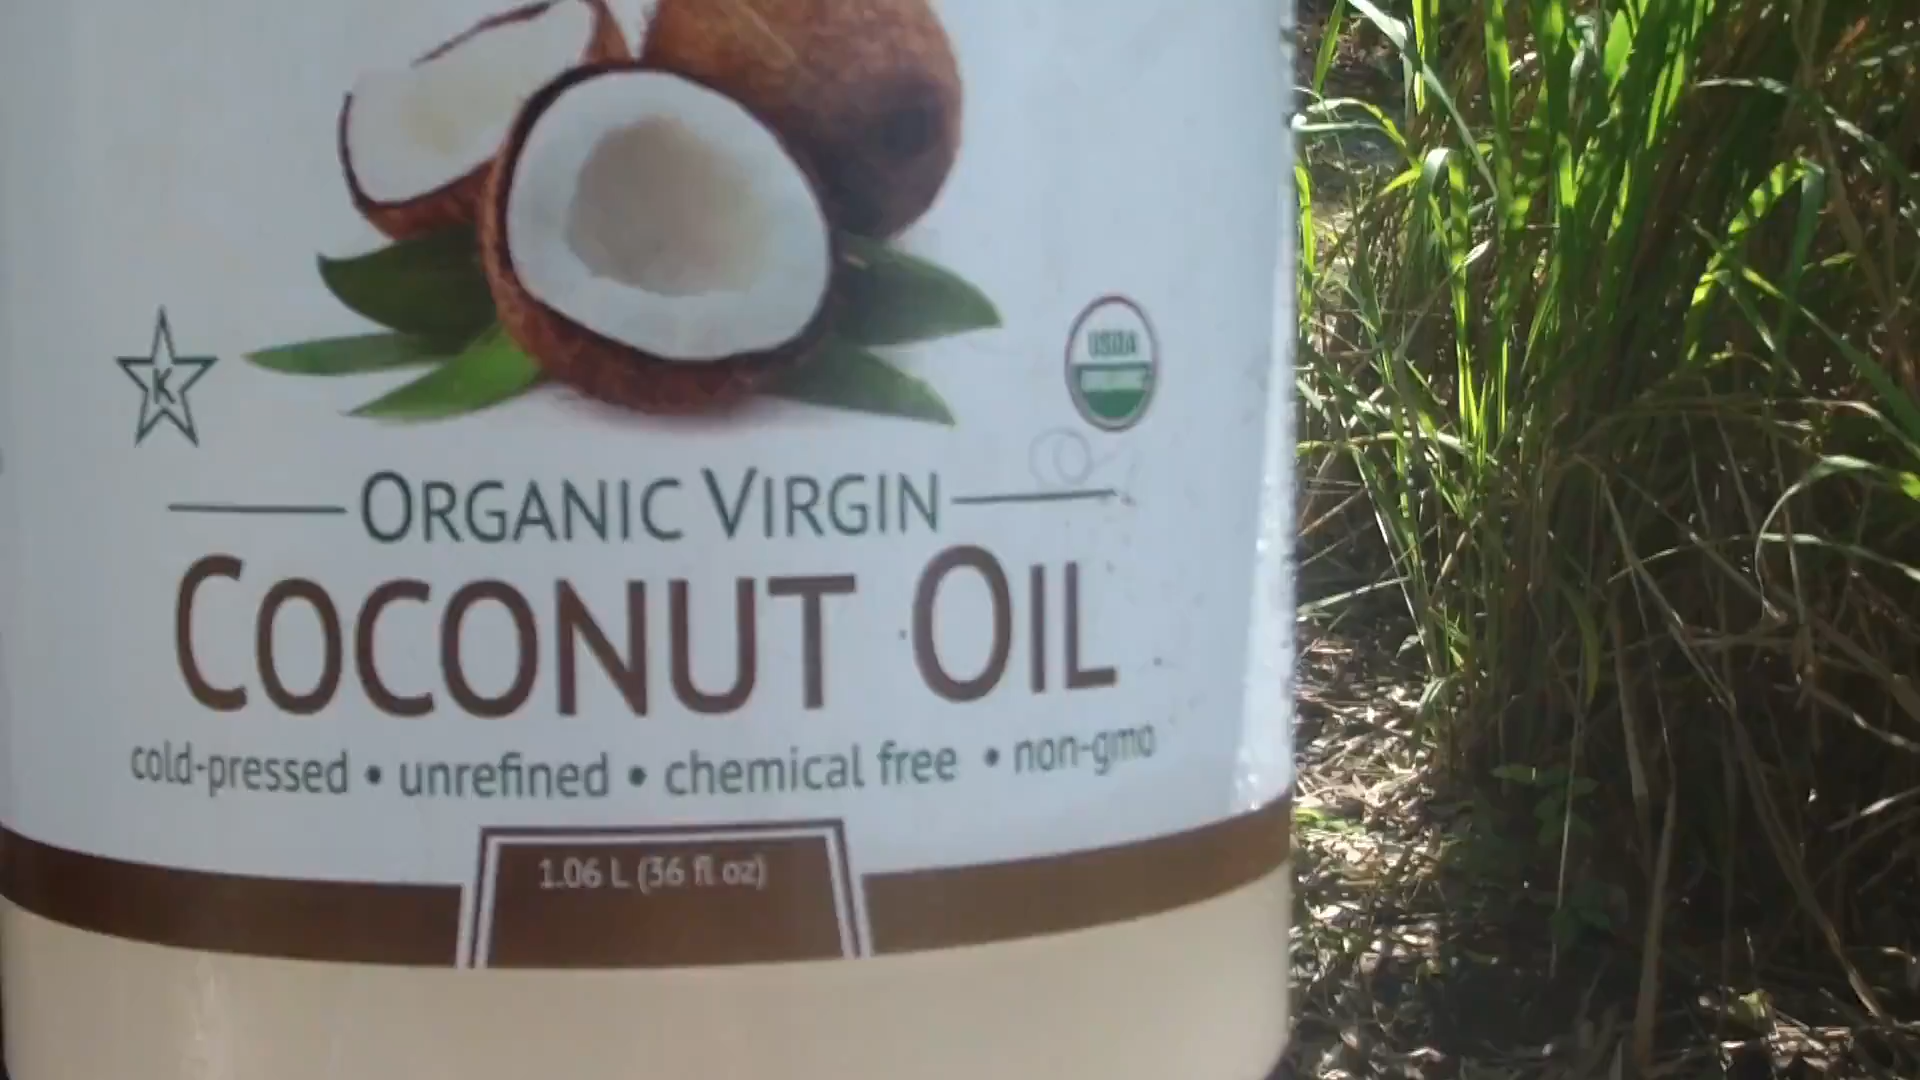 K
USDA
ORGANIC VIRGIN
COCONUT OIL
cold-pressed • unrefined • chemical free • non-gmo
1.06 L (36 fl oz)